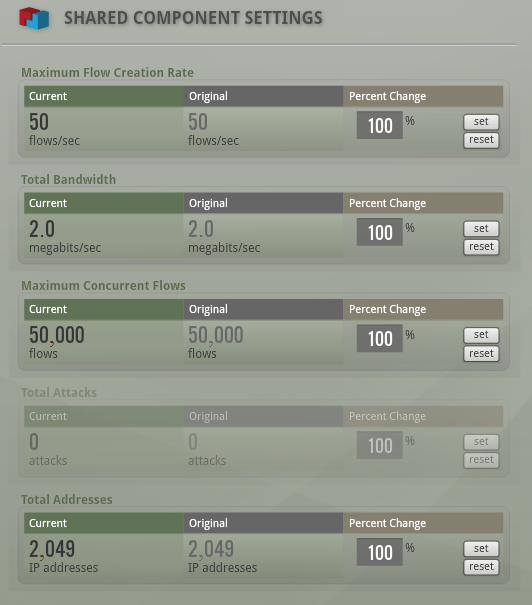 SHARED COMPONENT SETTINGS
Maximum Flow Creation Rate
Current Original Percent Change
50 50 100 % set
flows/sec flows/sec reset
Total Bandwidth
Current Original Percent Change
2.0 2.0 100 % set
megabits/sec megabits/sec reset
Maximum Concurrent Flows
Current Original Percent Change
50,000 50,000 100 % set
flows flows reset
Total Attacks
Current Original Percent Change
0 0 100 % set
attacks attacks reset
Total Addresses
Current Original Percent Change
2,049 2,049 100 % set
IP addresses IP addresses reset